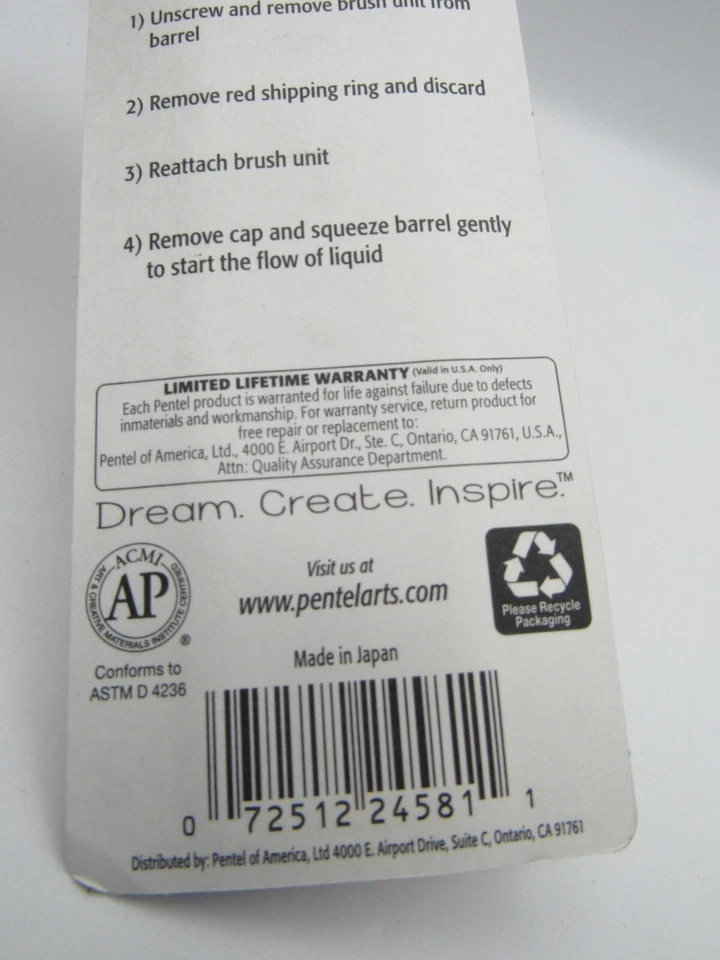 1) Unscrew and remove brush unit from
barrel
2) Remove red shipping ring and discard
3) Reattach brush unit
4) Remove cap and squeeze barrel gently
to start the flow of liquid
LIMITED LIFETIME WARRANTY (Valid in U.S.A. Only)
Each Pentel product is warranted for life against failure due to defects
inmaterials and workmanship. For warranty service, return product for
free repair or replacement to:
Pentel of America, Ltd., 4000 E. Airport Dr., Ste. C, Ontario, CA 91761, U.S.A.,
Attn: Quality Assurance Department.
Dream. Create. Inspire.™
ACMI
AP
ART & CREATIVE MATERIALS INSTITUTE CERTIFIED
®
Conforms to
ASTM D 4236
Visit us at
www.pentelarts.com
Made in Japan
Please Recycle
Packaging
0 72512 24581 1
Distributed by: Pentel of America, Ltd 4000 E. Airport Drive, Suite C, Ontario, CA 91761